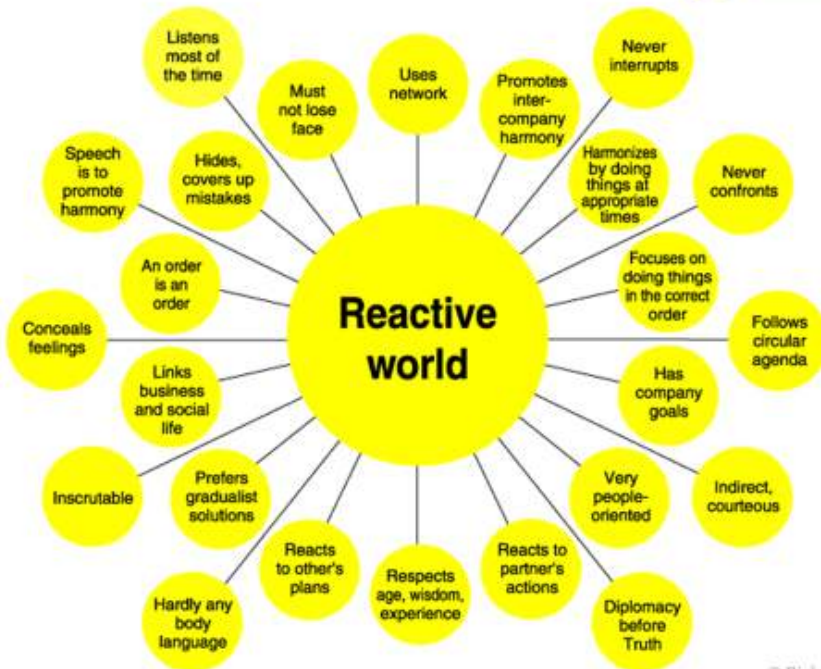 Listens
most of
the time
Must
not lose
face
Uses
network
Promotes
inter-
company
harmony
Never
interrupts
Speech
is to
promote
harmony
Hides,
covers up
mistakes
Harmonizes
by doing
things at
appropriate
times
Never
confronts
An order
is an
order
Focuses on
doing things
in the correct
order
Conceals
feelings
Reactive
world
Follows
circular
agenda
Links
business
and social
life
Has
company
goals
Inscrutable
Prefers
gradualist
solutions
Very
people-
oriented
Indirect,
courteous
Reacts
to other's
plans
Respects
age, wisdom,
experience
Reacts to
partner's
actions
Hardly any
body
language
Diplomacy
before
Truth